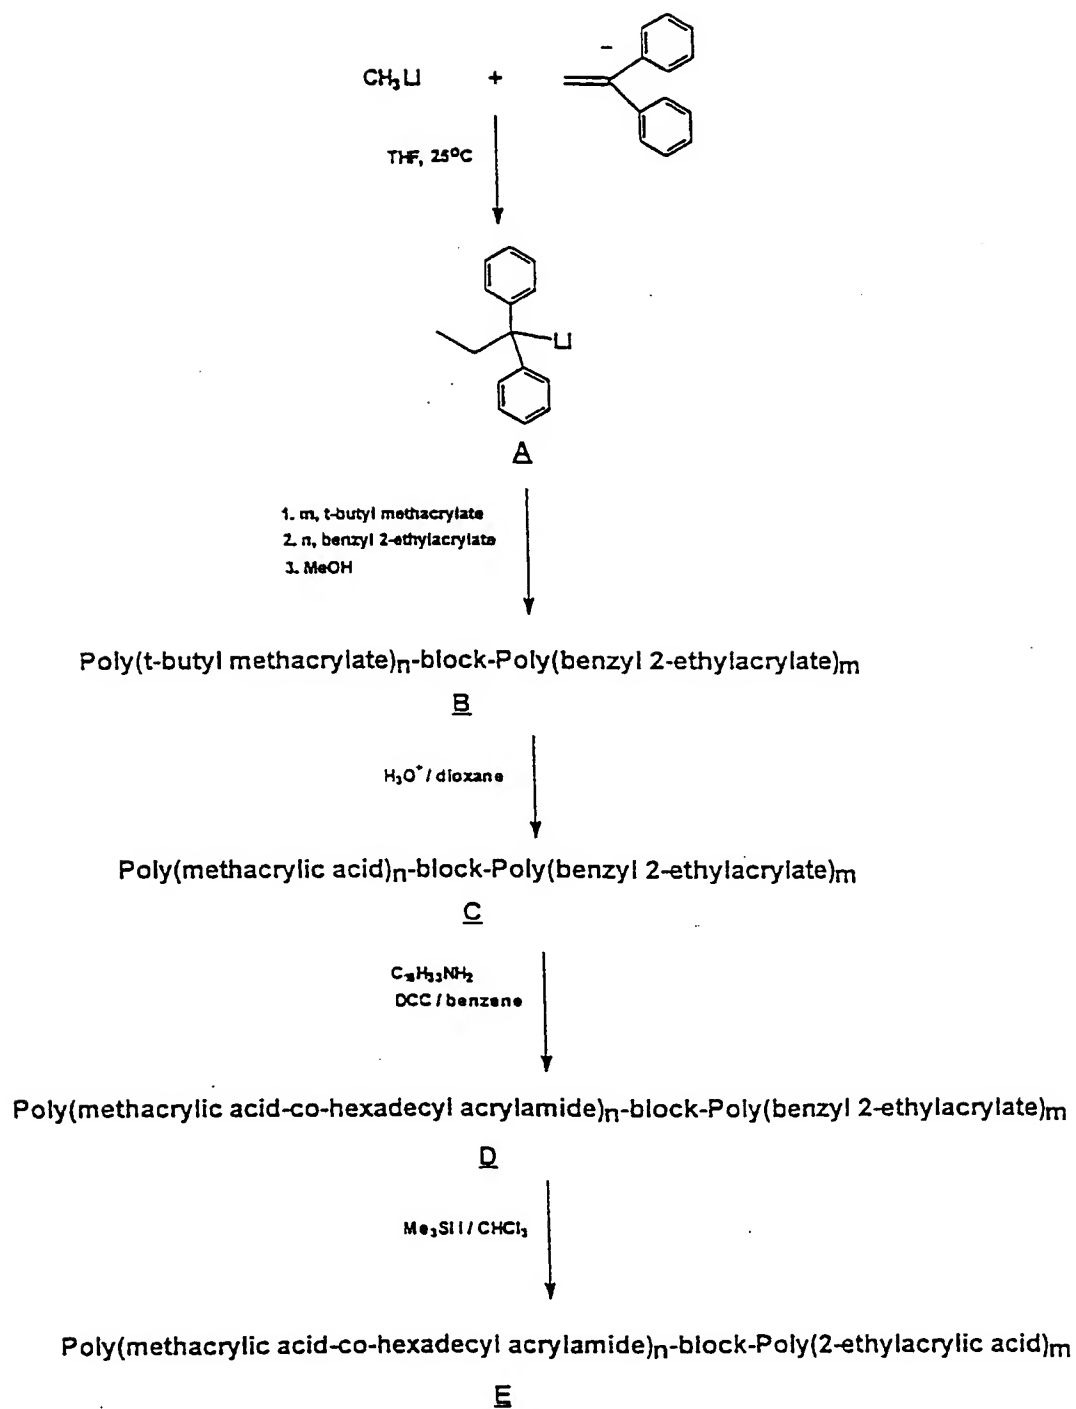 CH₃Li +
THF, 25°C
Li
A
1. m, t-butyl methacrylate
2. n, benzyl 2-ethylacrylate
3. MeOH
Poly(t-butyl methacrylate)n-block-Poly(benzyl 2-ethylacrylate)m
B
H₃O⁺ / dioxane
Poly(methacrylic acid)n-block-Poly(benzyl 2-ethylacrylate)m
C
C₁₆H₃₃NH₂
DCC / benzene
Poly(methacrylic acid-co-hexadecyl acrylamide)n-block-Poly(benzyl 2-ethylacrylate)m
D
Me₃SiI / CHCl₃
Poly(methacrylic acid-co-hexadecyl acrylamide)n-block-Poly(2-ethylacrylic acid)m
E